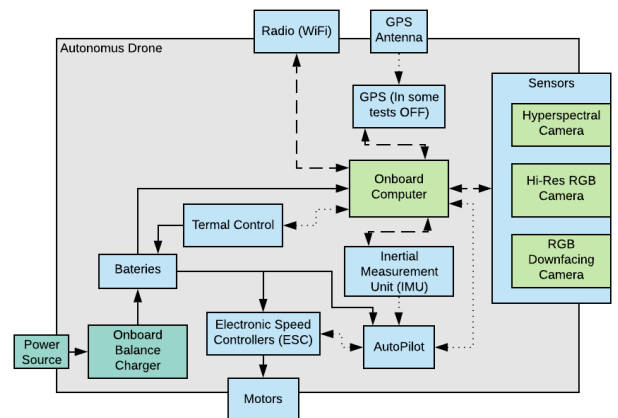 Radio (WiFi)
GPS
Antenna
Autonomus Drone
GPS (In some
tests OFF)
Sensors
Hyperspectral
Camera
Onboard
Computer
Hi-Res RGB
Camera
Termal Control
RGB
Downfacing
Camera
Inertial
Measurement
Unit (IMU)
Bateries
Electronic Speed
Controllers (ESC)
AutoPilot
Onboard
Balance
Charger
Power
Source
Motors